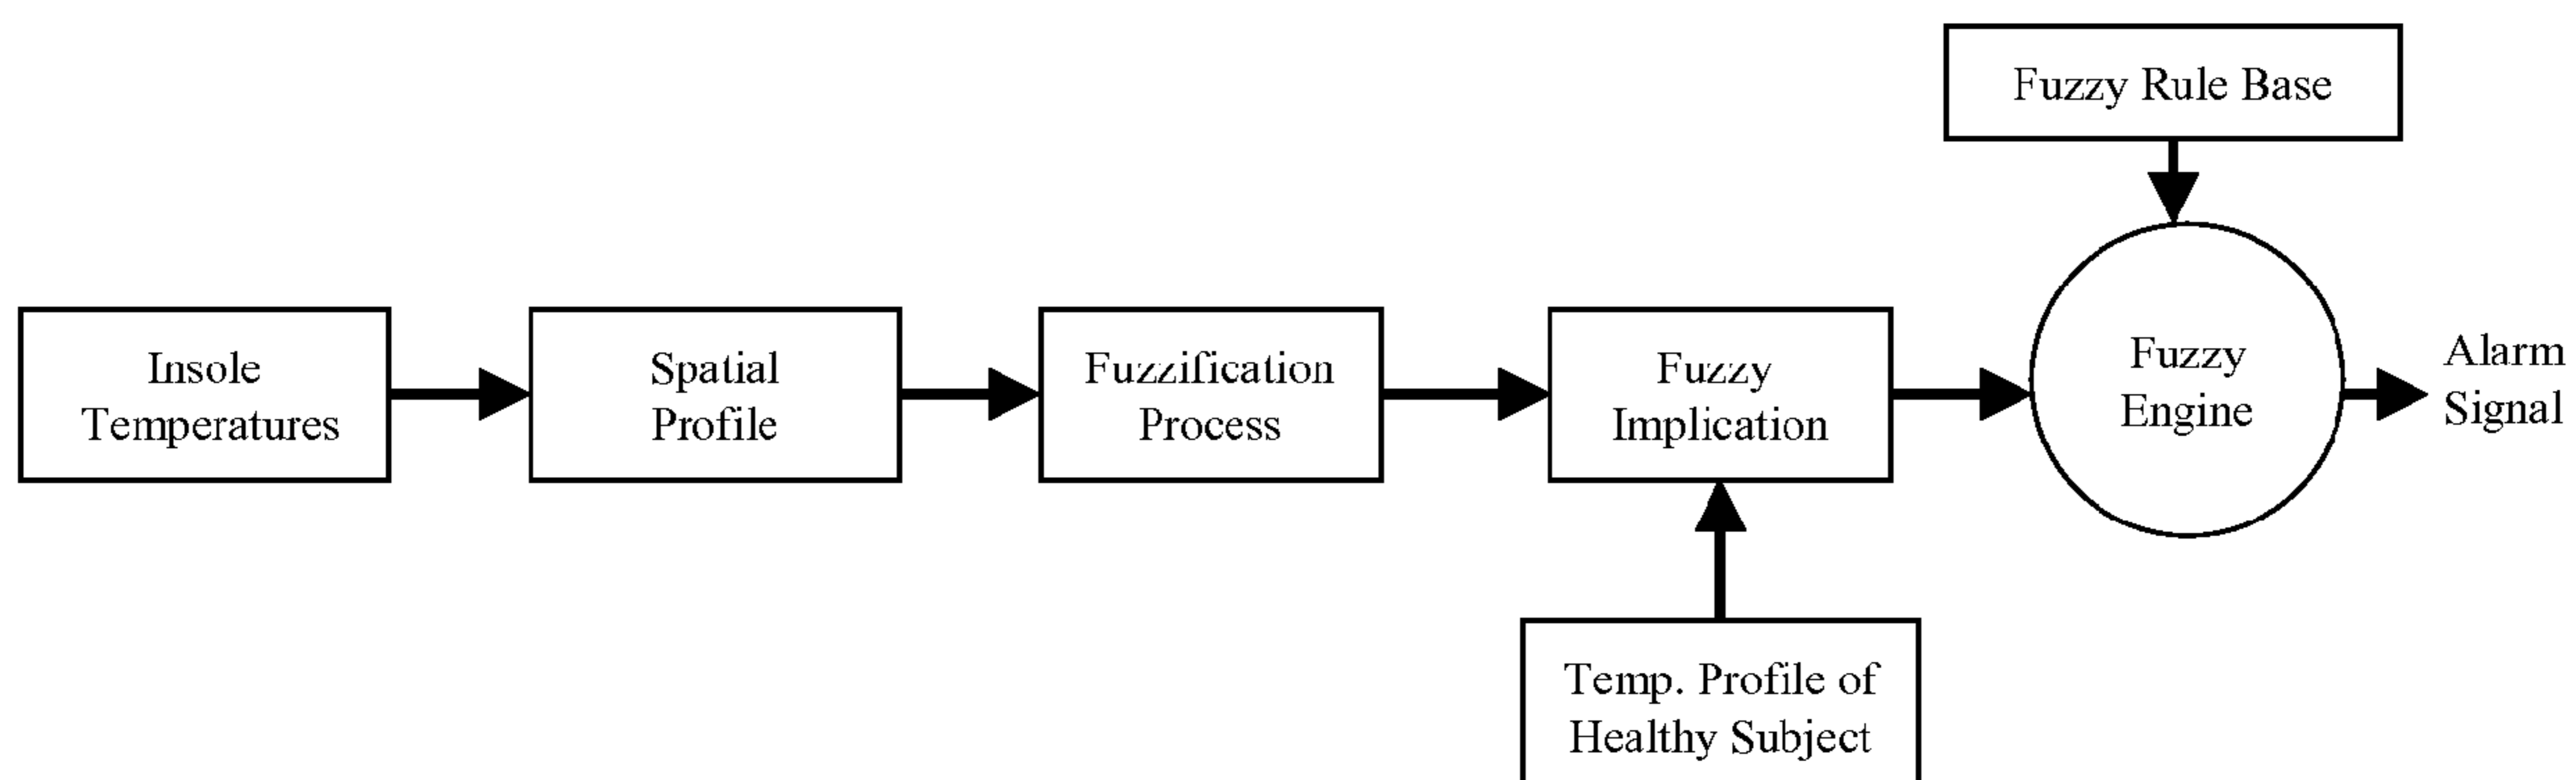 Fuzzy Rule Base
Insole
Temperatures
Spatial
Profile
Fuzzification
Process
Fuzzy
Implication
Fuzzy
Engine
Alarm
Signal
Temp. Profile of
Healthy Subject